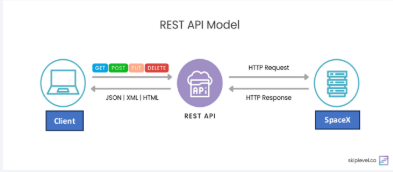 REST API Model
GET POST PUT DELETE
HTTP Request
API
JSON | XML | HTML
HTTP Response
REST API
Client
SpaceX
skiplevel.co